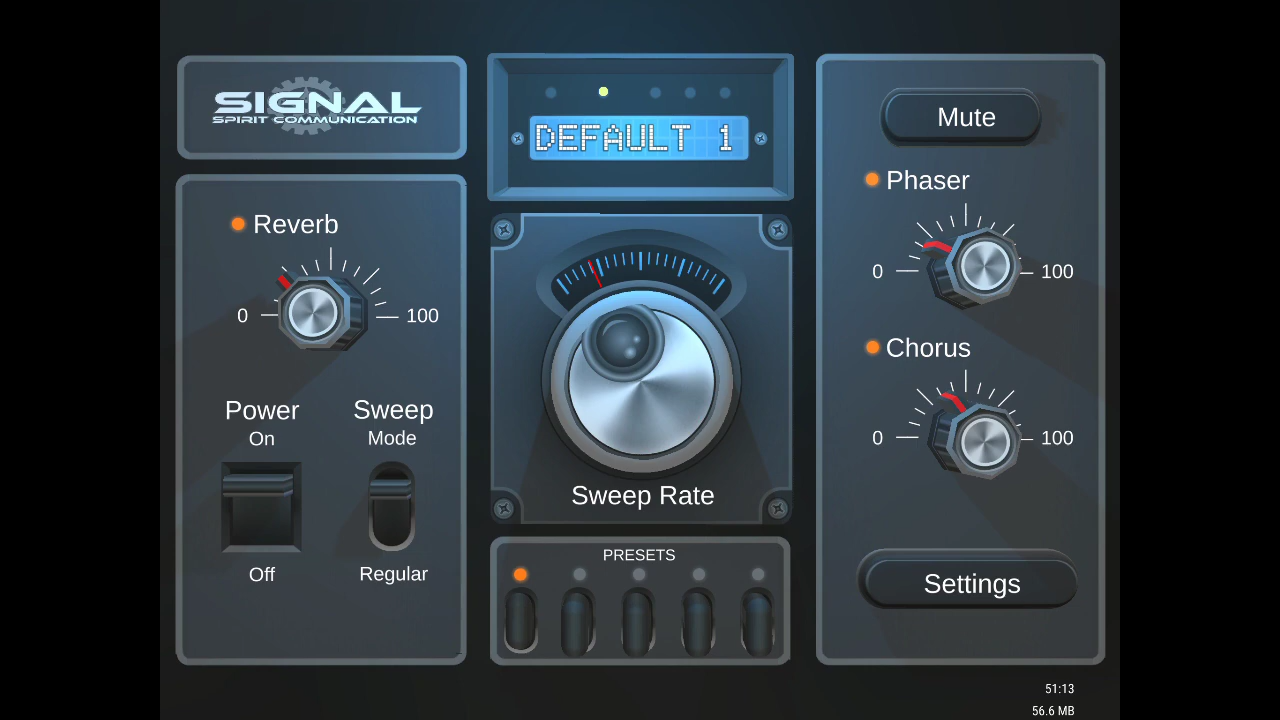 SIGNAL
SPIRIT COMMUNICATION
DEFAULT 1
Mute
Phaser
0
100
Reverb
0
100
Chorus
0
100
Power
On
Off
Sweep
Mode
Regular
Sweep Rate
PRESETS
Settings
51:13
56.6 MB